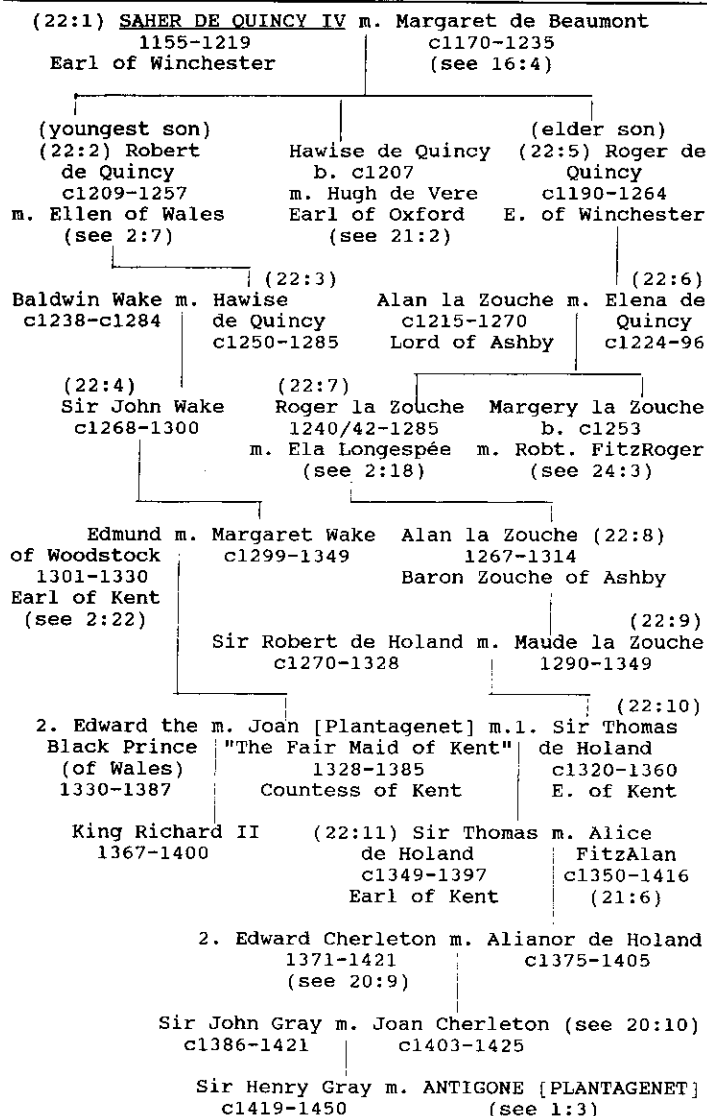 (22:1) SAHER DE QUINCY IV m. Margaret de Beaumont
1155-1219 c1170-1235
Earl of Winchester (see 16:4)
(youngest son) (elder son)
(22:2) Robert Hawise de Quincy (22:5) Roger de
de Quincy b. c1207 Quincy
c1209-1257 m. Hugh de Vere c1190-1264
m. Ellen of Wales Earl of Oxford E. of Winchester
(see 2:7) (see 21:2)
(22:3) (22:6)
Baldwin Wake m. Hawise Alan la Zouche m. Elena de
c1238-c1284 de Quincy c1215-1270 Quincy
c1250-1285 Lord of Ashby c1224-96
(22:4) (22:7)
Sir John Wake Roger la Zouche Margery la Zouche
c1268-1300 1240/42-1285 b. c1253
m. Ela Longespée m. Robt. FitzRoger
(see 2:18) (see 24:3)
Edmund m. Margaret Wake Alan la Zouche (22:8)
of Woodstock c1299-1349 1267-1314
1301-1330 Baron Zouche of Ashby
Earl of Kent
(see 2:22) (22:9)
Sir Robert de Holand m. Maude la Zouche
c1270-1328 1290-1349
(22:10)
2. Edward the m. Joan [Plantagenet] m.1. Sir Thomas
Black Prince "The Fair Maid of Kent" de Holand
(of Wales) 1328-1385 c1320-1360
1330-1387 Countess of Kent E. of Kent
King Richard II (22:11) Sir Thomas m. Alice
1367-1400 de Holand FitzAlan
c1349-1397 c1350-1416
Earl of Kent (21:6)
2. Edward Cherleton m. Alianor de Holand
1371-1421 c1375-1405
(see 20:9)
Sir John Gray m. Joan Cherleton (see 20:10)
c1386-1421 c1403-1425
Sir Henry Gray m. ANTIGONE [PLANTAGENET]
c1419-1450 (see 1:3)